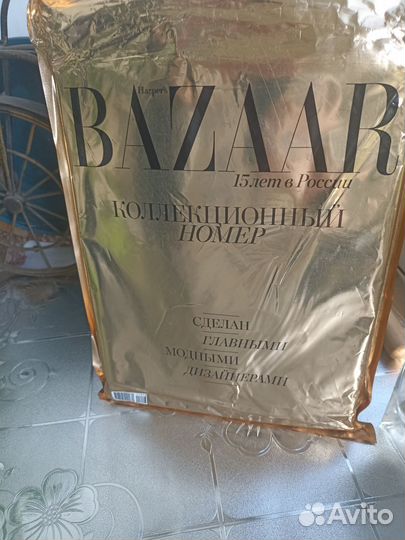 Harper's
BAZAAR
15 лет в России
КОЛЛЕКЦИОННЫЙ
НОМЕР
СДЕЛАН
ГЛАВНЫМИ
МОДНЫМИ
ДИЗАЙНЕРАМИ
Avito